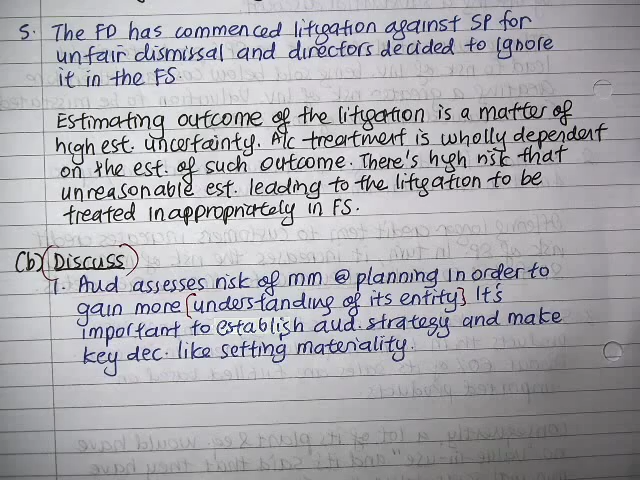 5. The FD has commenced litigation against SP for
unfair dismissal and directors decided to ignore
it in the FS.
Estimating outcome of the litigation is a matter of
high est. uncertainty. A/c treatment is wholly dependent
on the est. of such outcome. There's high risk that
unreasonable est. leading to the litigation to be
treated inappropriately in FS.
(b) Discuss
1. Aud assesses risk of mm @ planning in order to
gain more [understanding of its entity] It's
important to establish aud. strategy and make
key dec. like setting materiality.